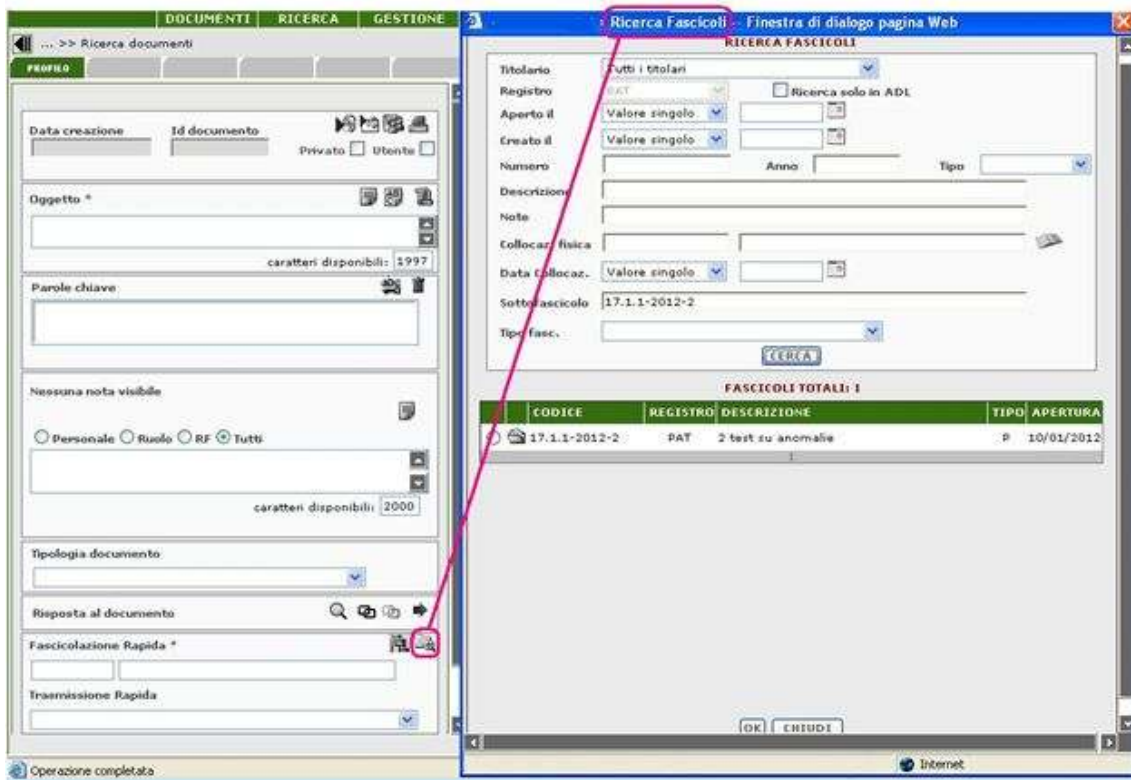 DOCUMENTI RICERCA GESTIONE
... >> Ricerca documenti
PROFILO
Data creazione Id documento
Privato Utente
Oggetto *
caratteri disponibili: 1997
Parole chiave
Nessuna nota visibile
Personale Ruolo RF Tutti
caratteri disponibili: 2000
Tipologia documento
Risposta al documento
Fascicolazione Rapida *
Trasmissione Rapida
Operazione completata
Ricerca Fascicoli -- Finestra di dialogo pagina Web
RICERCA FASCICOLI
Titolario Tutti i titolari
Registro PAT Ricerca solo in ADL
Aperto il Valore singolo
Creato il Valore singolo
Numero Anno Tipo
Descrizione
Note
Collocaz. fisica
Data Collocaz. Valore singolo
Sottofascicolo 17.1.1-2012-2
Tipo fasc.
CERCA
FASCICOLI TOTALI: 1
CODICE REGISTRO DESCRIZIONE TIPO APERTURA
17.1.1-2012-2 PAT 2 test su anomalie P 10/01/2012
1
OK CHIUDI
Internet